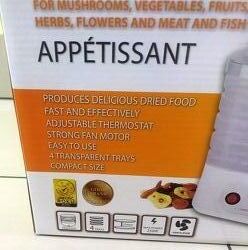 FOR MUSHROOMS, VEGETABLES, FRUITS
HERBS, FLOWERS AND MEAT AND FISH
APPÉTISSANT
PRODUCES DELICIOUS DRIED FOOD
FAST AND EFFECTIVELY
ADJUSTABLE THERMOSTAT
STRONG FAN MOTOR
EASY TO USE
4 TRANSPARENT TRAYS
COMPACT SIZE
4